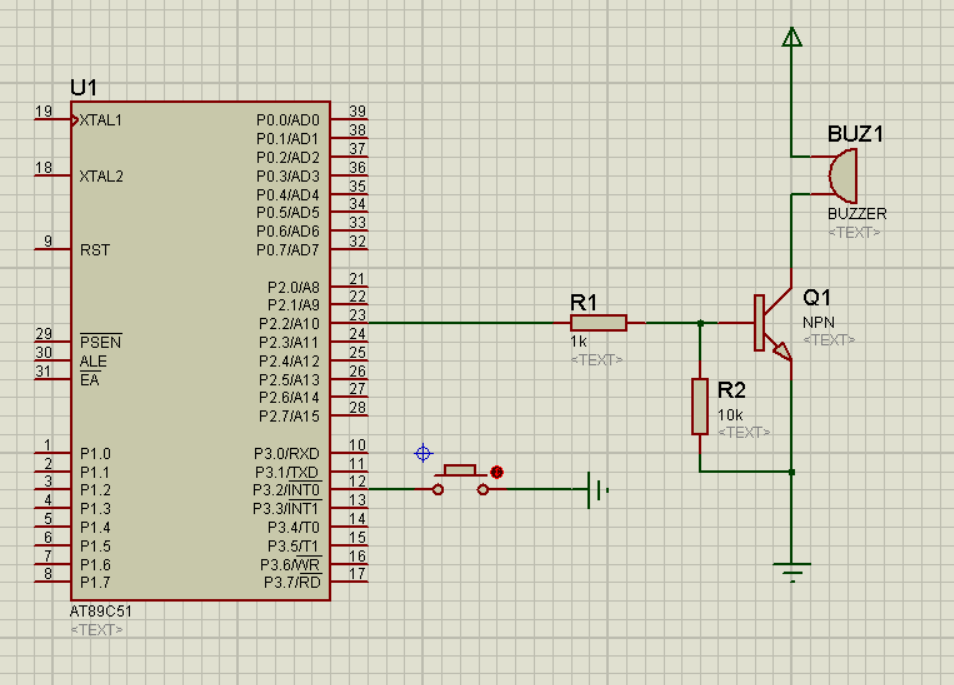 U1
19 XTAL1
18 XTAL2
9 RST
29 PSEN
30 ALE
31 EA
1 P1.0
2 P1.1
3 P1.2
4 P1.3
5 P1.4
6 P1.5
7 P1.6
8 P1.7
P0.0/AD0 39
P0.1/AD1 38
P0.2/AD2 37
P0.3/AD3 36
P0.4/AD4 35
P0.5/AD5 34
P0.6/AD6 33
P0.7/AD7 32
P2.0/A8 21
P2.1/A9 22
P2.2/A10 23
P2.3/A11 24
P2.4/A12 25
P2.5/A13 26
P2.6/A14 27
P2.7/A15 28
P3.0/RXD 10
P3.1/TXD 11
P3.2/INT0 12
P3.3/INT1 13
P3.4/T0 14
P3.5/T1 15
P3.6/WR 16
P3.7/RD 17
AT89C51
<TEXT>
R1
1k
<TEXT>
R2
10k
<TEXT>
BUZ1
BUZZER
<TEXT>
Q1
NPN
<TEXT>